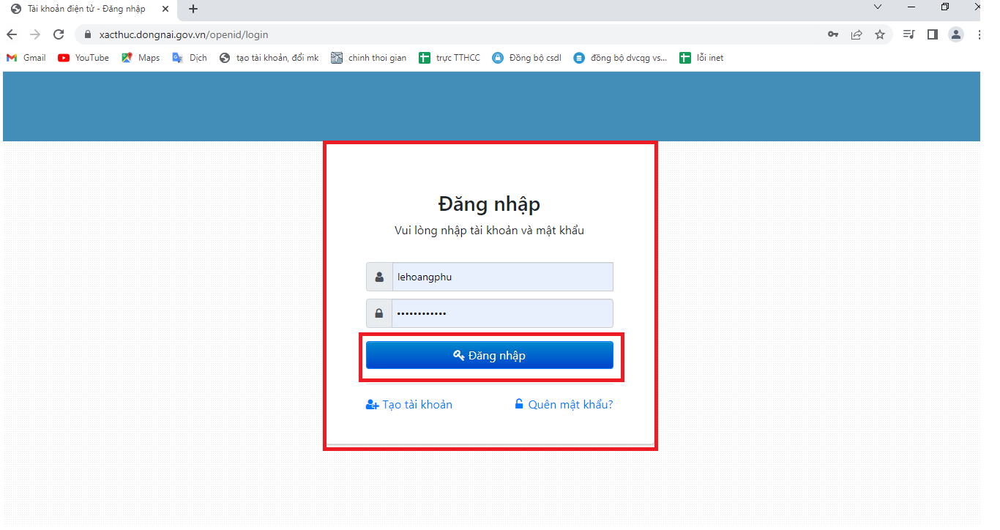 Tài khoản điện tử - Đăng nhập
xacthuc.dongnai.gov.vn/openid/login
Gmail YouTube Maps Dịch tạo tài khoản, đổi mk chinh thoi gian trực TTHCC Đồng bộ csdl đồng bộ dvcqg vs... lỗi inet
Đăng nhập
Vui lòng nhập tài khoản và mật khẩu
lehoangphu
••••••••••••
Đăng nhập
Tạo tài khoản Quên mật khẩu?